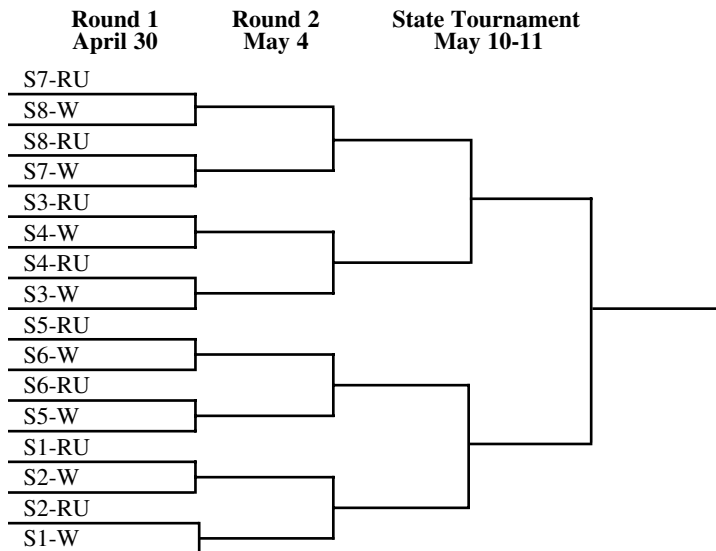 Round 1 Round 2 State Tournament
April 30 May 4 May 10-11
S7-RU
S8-W
S8-RU
S7-W
S3-RU
S4-W
S4-RU
S3-W
S5-RU
S6-W
S6-RU
S5-W
S1-RU
S2-W
S2-RU
S1-W